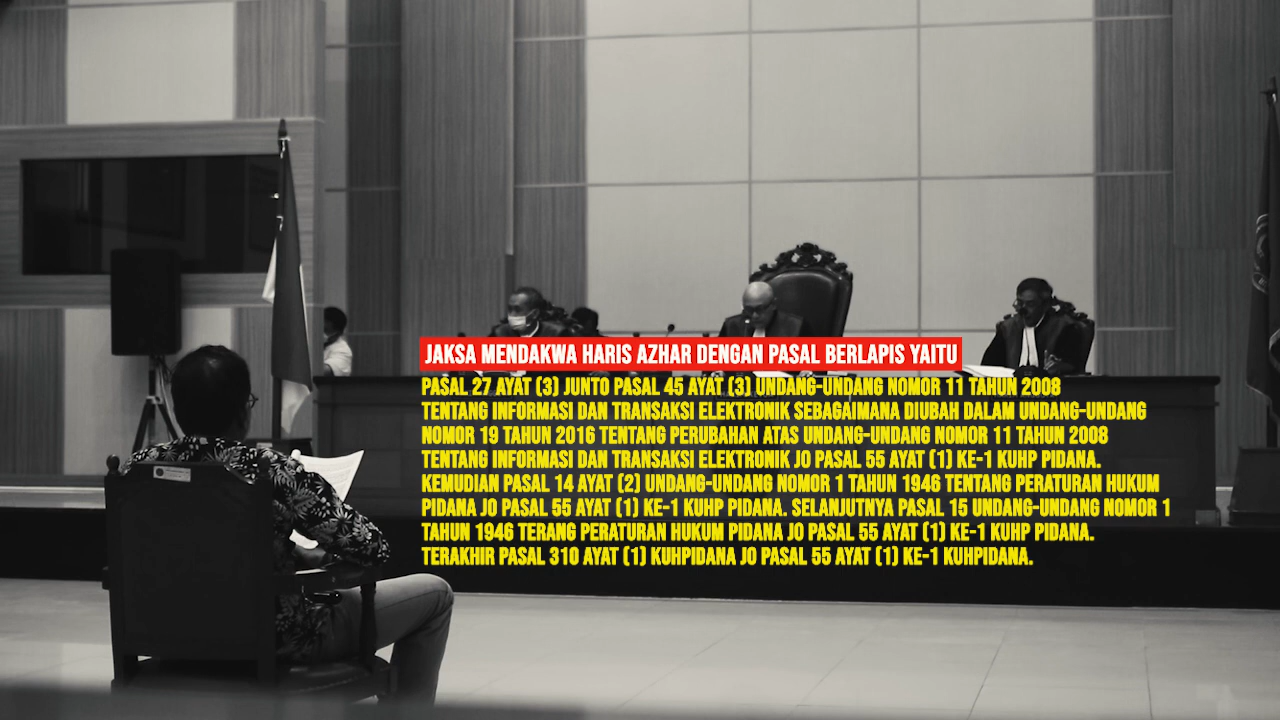 JAKSA MENDAKWA HARIS AZHAR DENGAN PASAL BERLAPIS YAITU
PASAL 27 AYAT (3) JUNTO PASAL 45 AYAT (3) UNDANG-UNDANG NOMOR 11 TAHUN 2008
TENTANG INFORMASI DAN TRANSAKSI ELEKTRONIK SEBAGAIMANA DIUBAH DALAM UNDANG-UNDANG
NOMOR 19 TAHUN 2016 TENTANG PERUBAHAN ATAS UNDANG-UNDANG NOMOR 11 TAHUN 2008
TENTANG INFORMASI DAN TRANSAKSI ELEKTRONIK JO PASAL 55 AYAT (1) KE-1 KUHP PIDANA.
KEMUDIAN PASAL 14 AYAT (2) UNDANG-UNDANG NOMOR 1 TAHUN 1946 TENTANG PERATURAN HUKUM
PIDANA JO PASAL 55 AYAT (1) KE-1 KUHP PIDANA. SELANJUTNYA PASAL 15 UNDANG-UNDANG NOMOR 1
TAHUN 1946 TERANG PERATURAN HUKUM PIDANA JO PASAL 55 AYAT (1) KE-1 KUHP PIDANA.
TERAKHIR PASAL 310 AYAT (1) KUHPIDANA JO PASAL 55 AYAT (1) KE-1 KUHPIDANA.